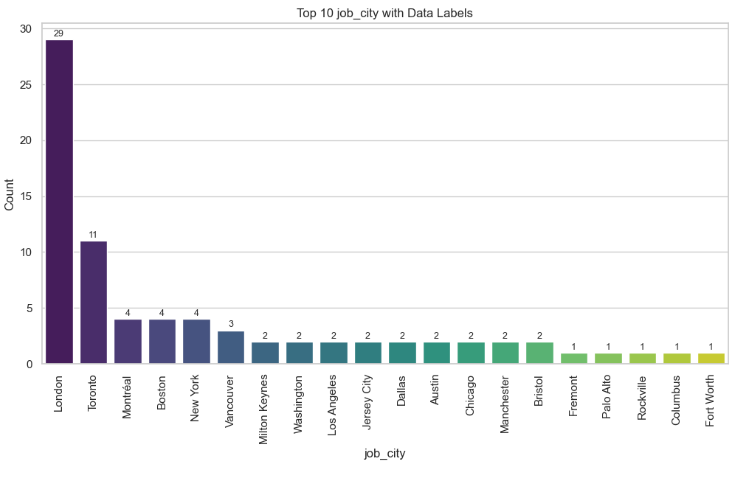 Top 10 job_city with Data Labels
Count
30
25
20
15
10
5
0
29
11
4
4
4
3
2
2
2
2
2
2
2
2
2
1
1
1
1
1
London
Toronto
Montréal
Boston
New York
Vancouver
Milton Keynes
Washington
Los Angeles
Jersey City
Dallas
Austin
Chicago
Manchester
Bristol
Fremont
Palo Alto
Rockville
Columbus
Fort Worth
job_city